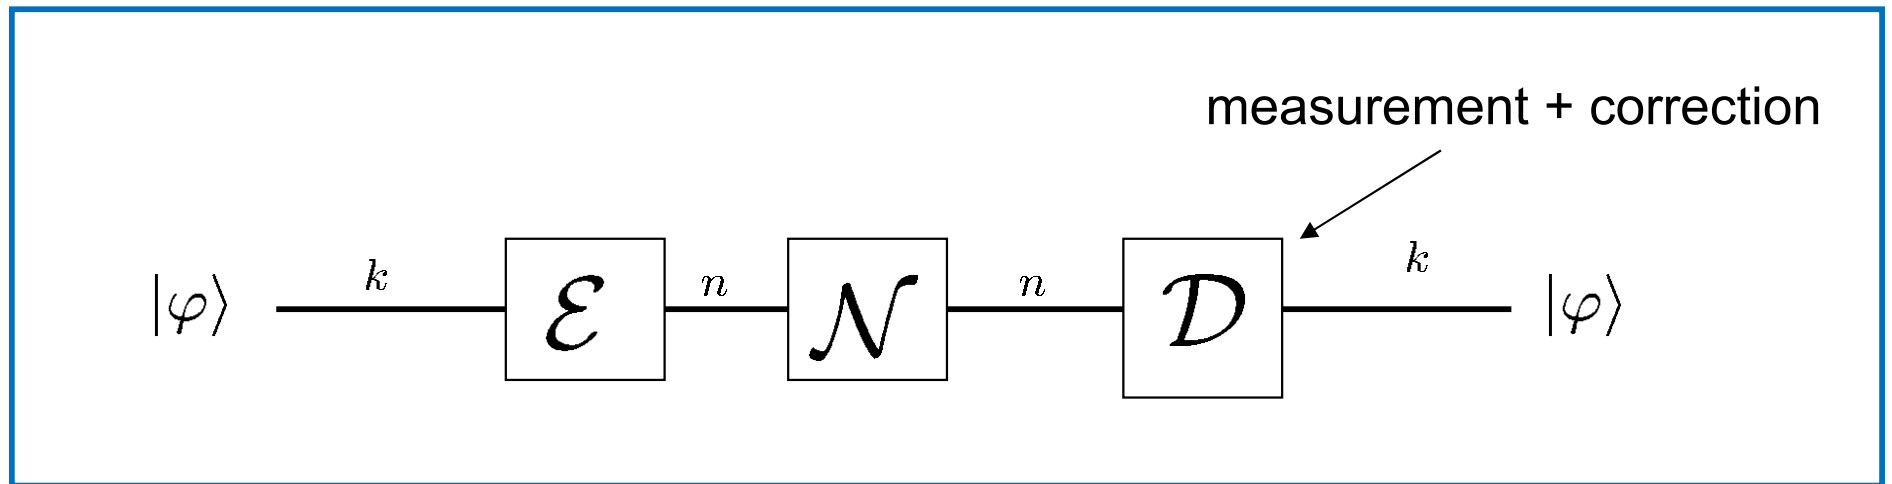 measurement + correction
k n n k
|φ⟩ ℰ 𝒩 𝒟 |φ⟩